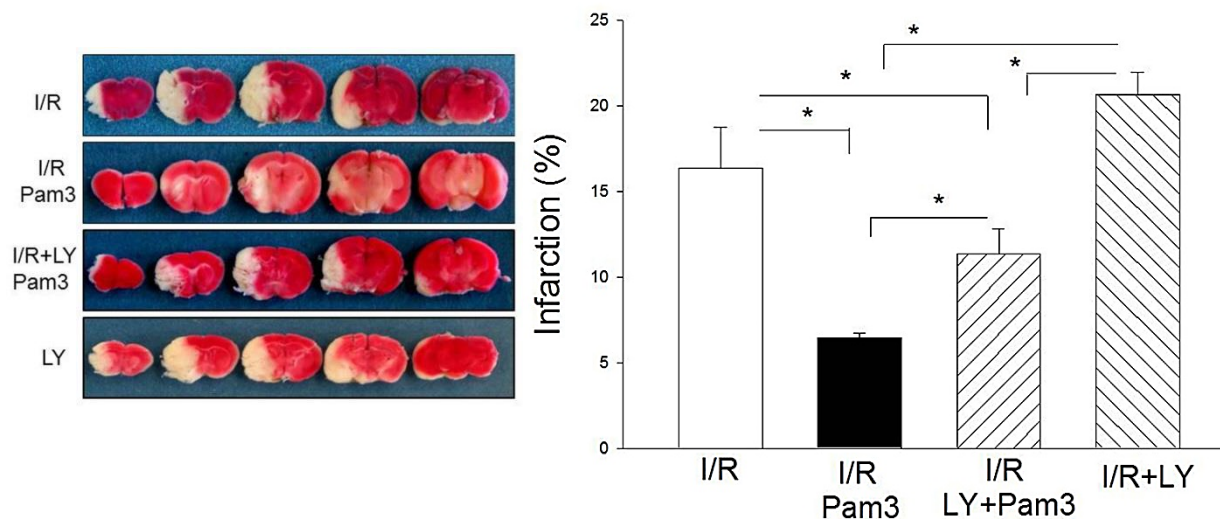 I/R
I/R
Pam3
I/R+LY
Pam3
LY
Infarction (%)
25
20
15
10
5
0
*
*
*
*
*
I/R
I/R
Pam3
I/R
LY+Pam3
I/R+LY